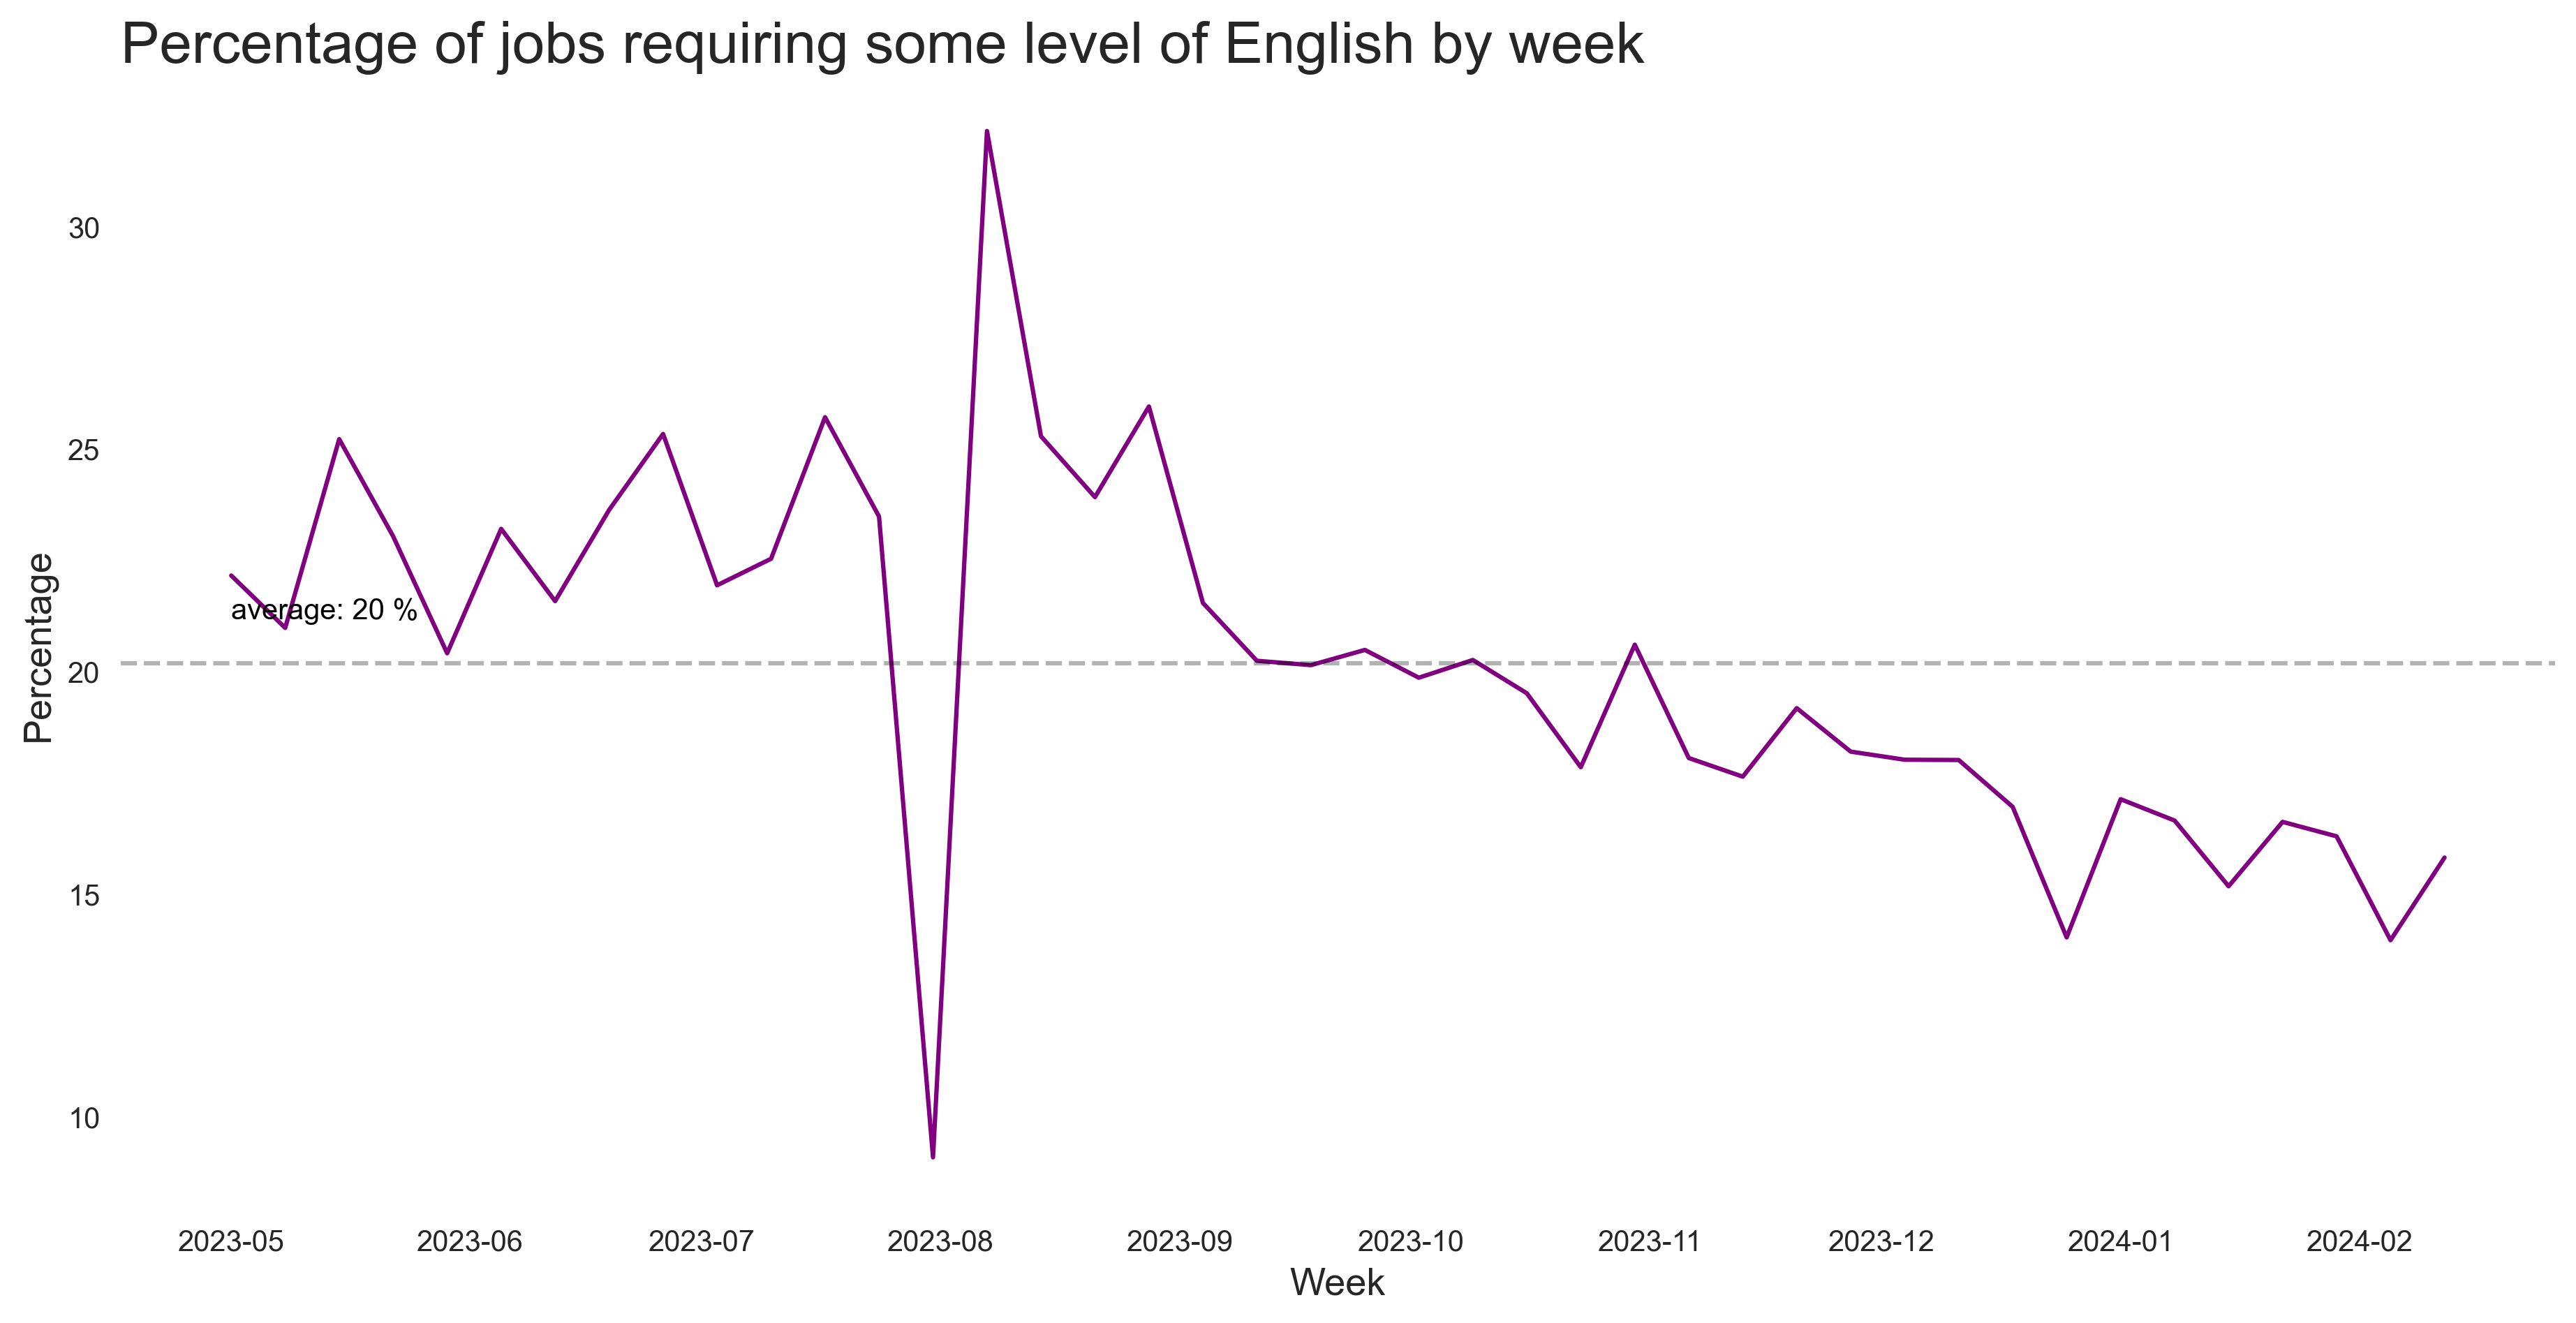 Percentage of jobs requiring some level of English by week
30
25
average: 20 %
20
15
10
Percentage
2023-05 2023-06 2023-07 2023-08 2023-09 2023-10 2023-11 2023-12 2024-01 2024-02
Week